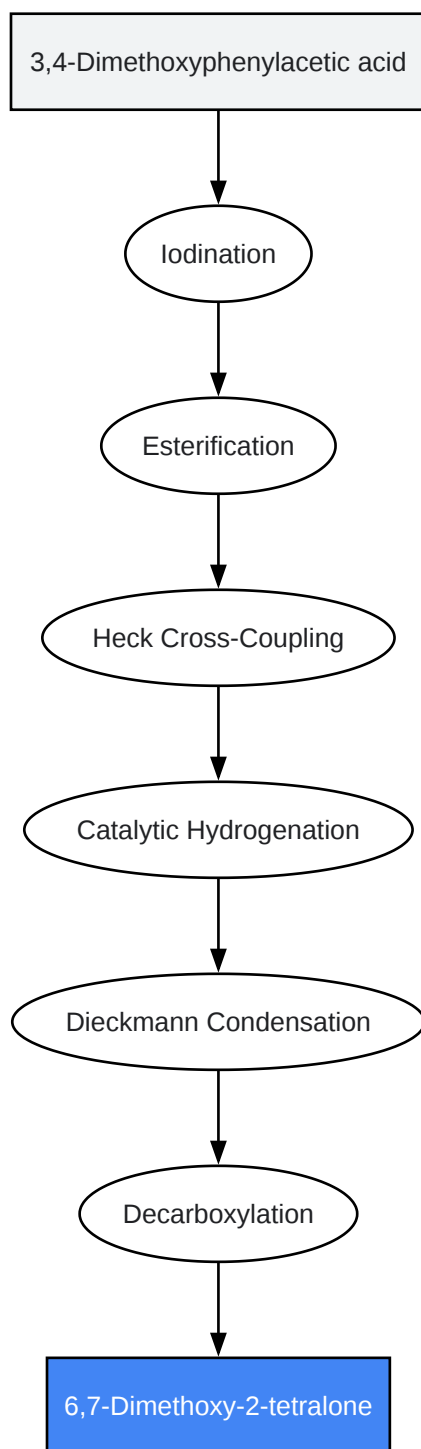 3,4-Dimethoxyphenylacetic acid
Iodination
Esterification
Heck Cross-Coupling
Catalytic Hydrogenation
Dieckmann Condensation
Decarboxylation
6,7-Dimethoxy-2-tetralone